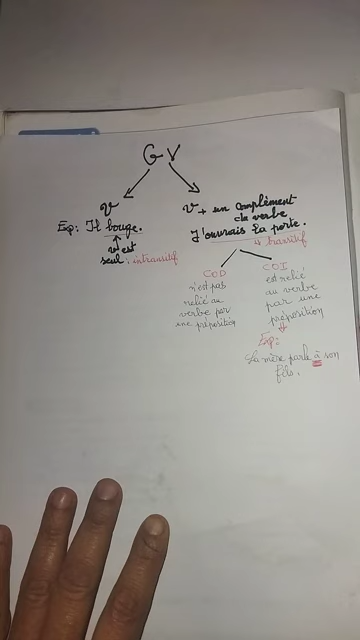 GV
V
Exp: Il bouge.
V est
seul: intransitif
V + un complément
du verbe
J'ouvrais la porte.
is transitif
COD
n'est pas
relié au
verbe par
une préposition
COI
est relié
au verbe
par une
préposition
Exp:
La mère parle à son
fils.